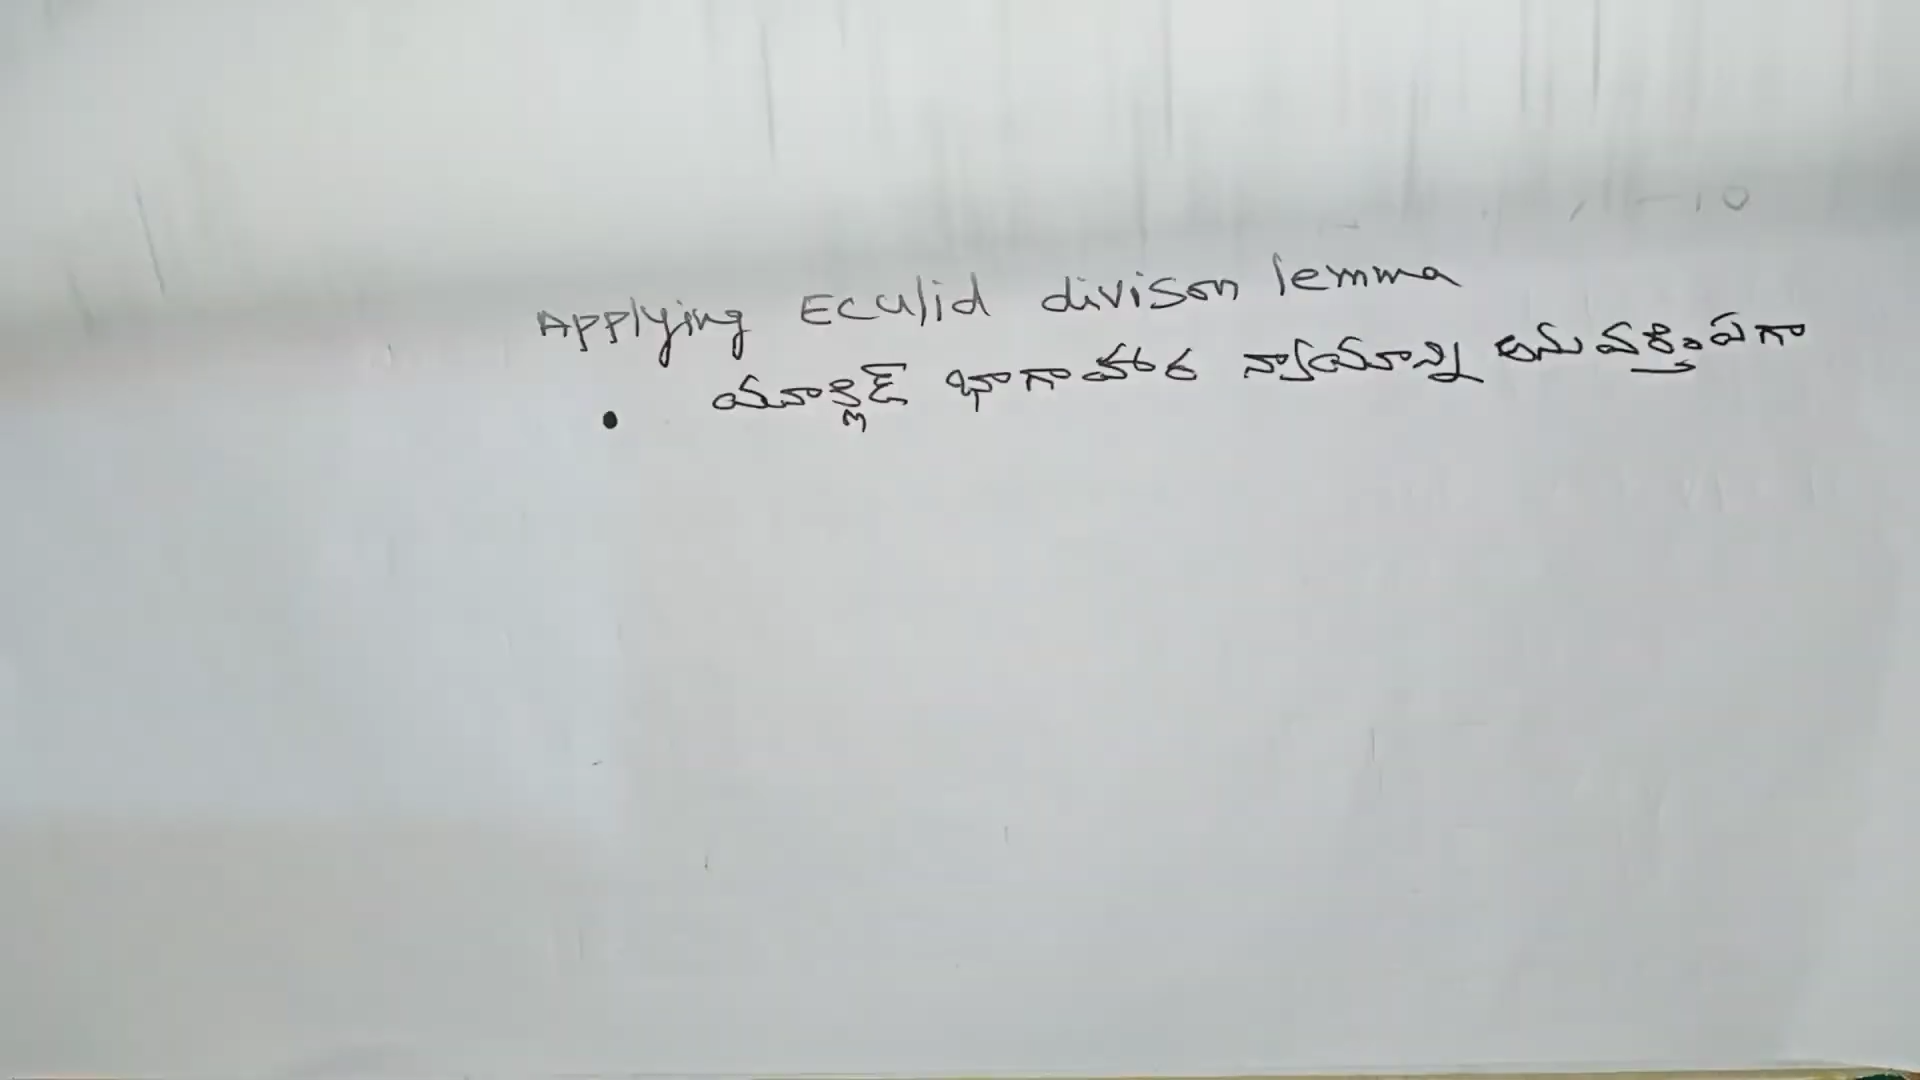 Applying Eculid divison lemma
యూక్లిడ్ భాగాహార న్యాయాన్ని అనువర్తింపగా